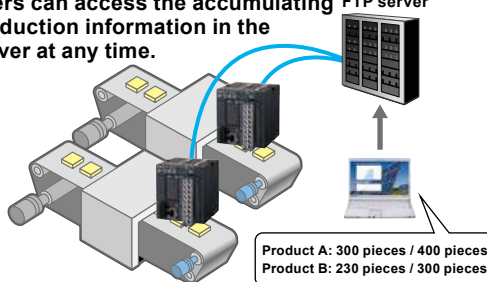 ers can access the accumulating
duction information in the
ver at any time.
FTP server
Product A: 300 pieces / 400 pieces
Product B: 230 pieces / 300 pieces